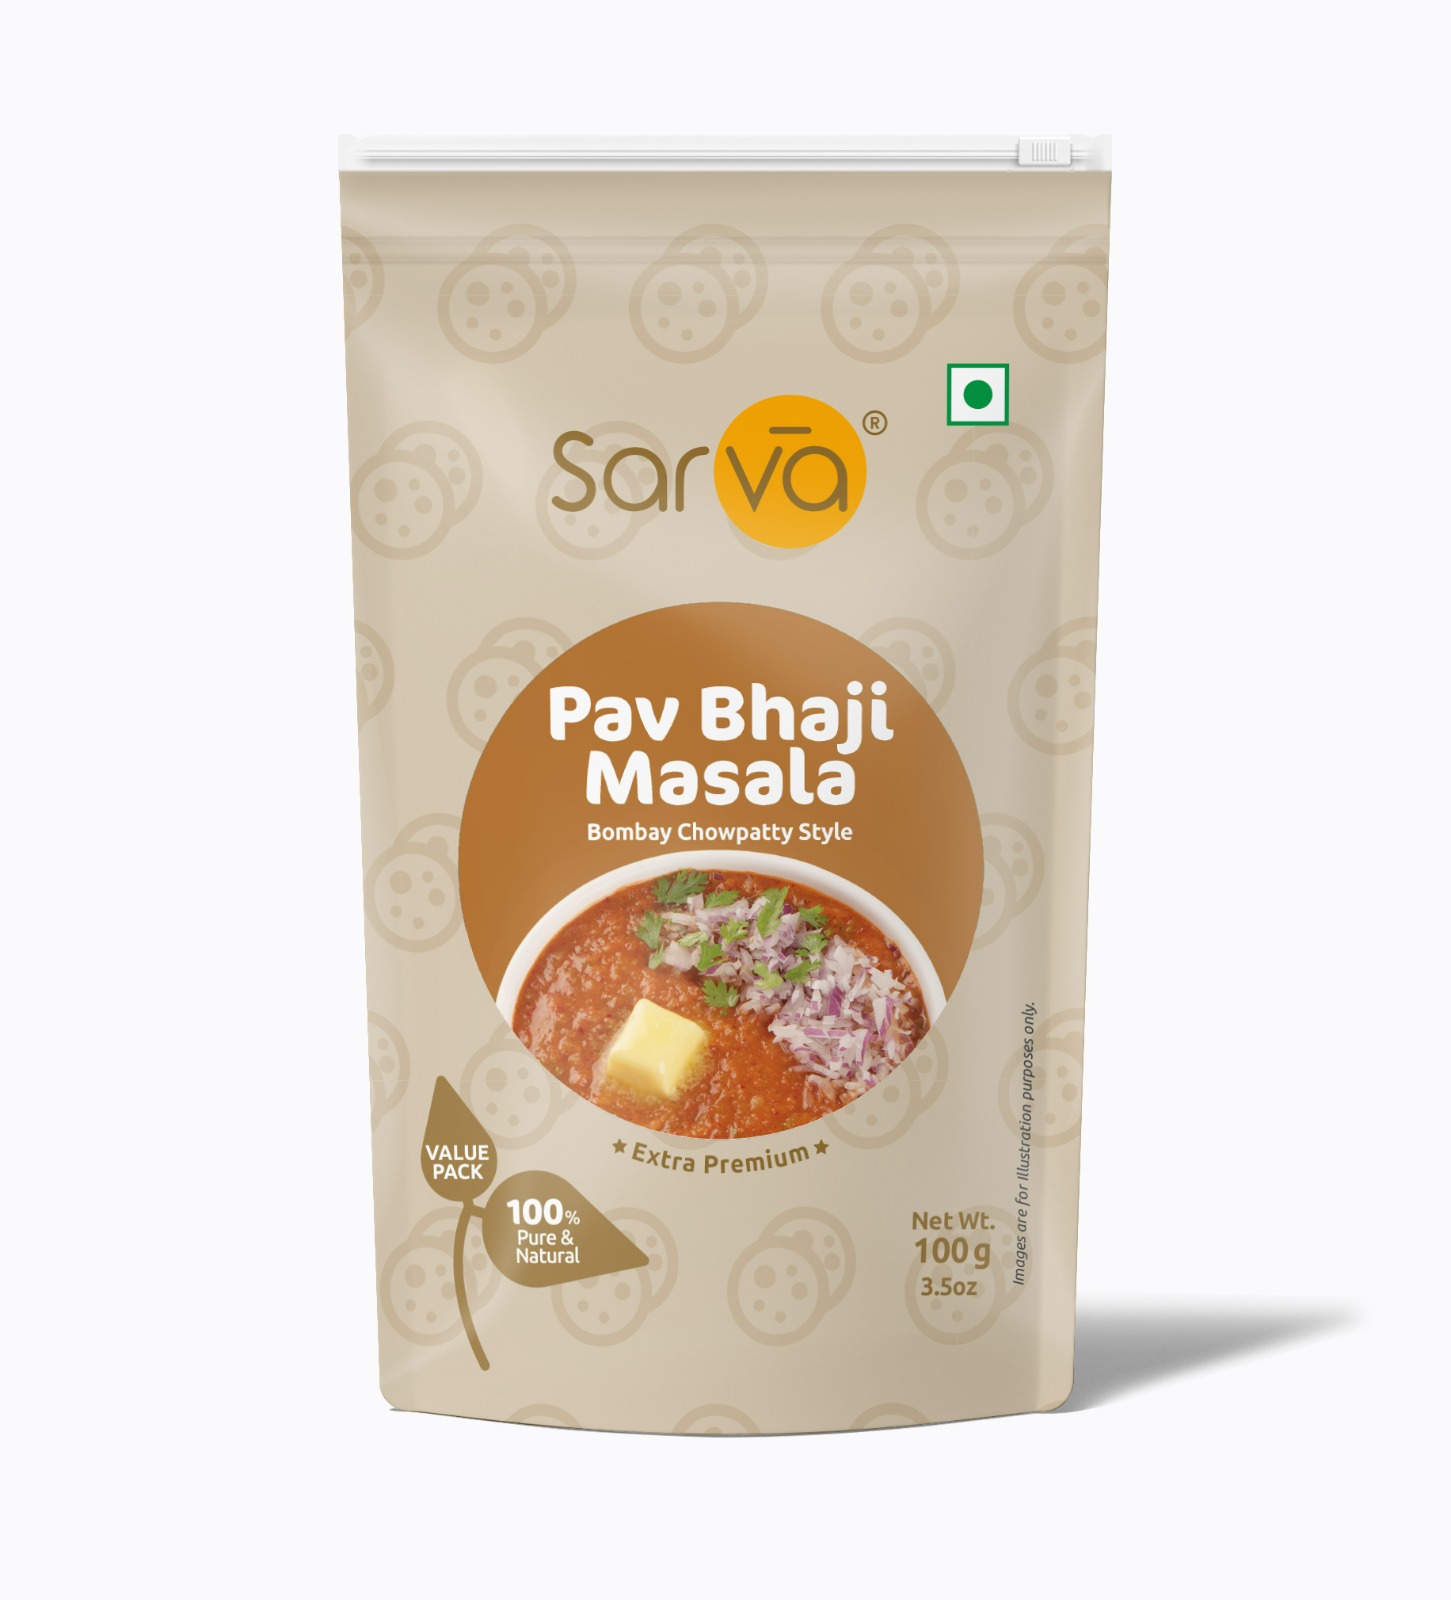 Sarvā®
Pav Bhaji
Masala
Bombay Chowpatty Style
Extra Premium
VALUE
PACK
100%
Pure &
Natural
Net Wt.
100 g
3.5oz
Images are for Illustration purposes only.